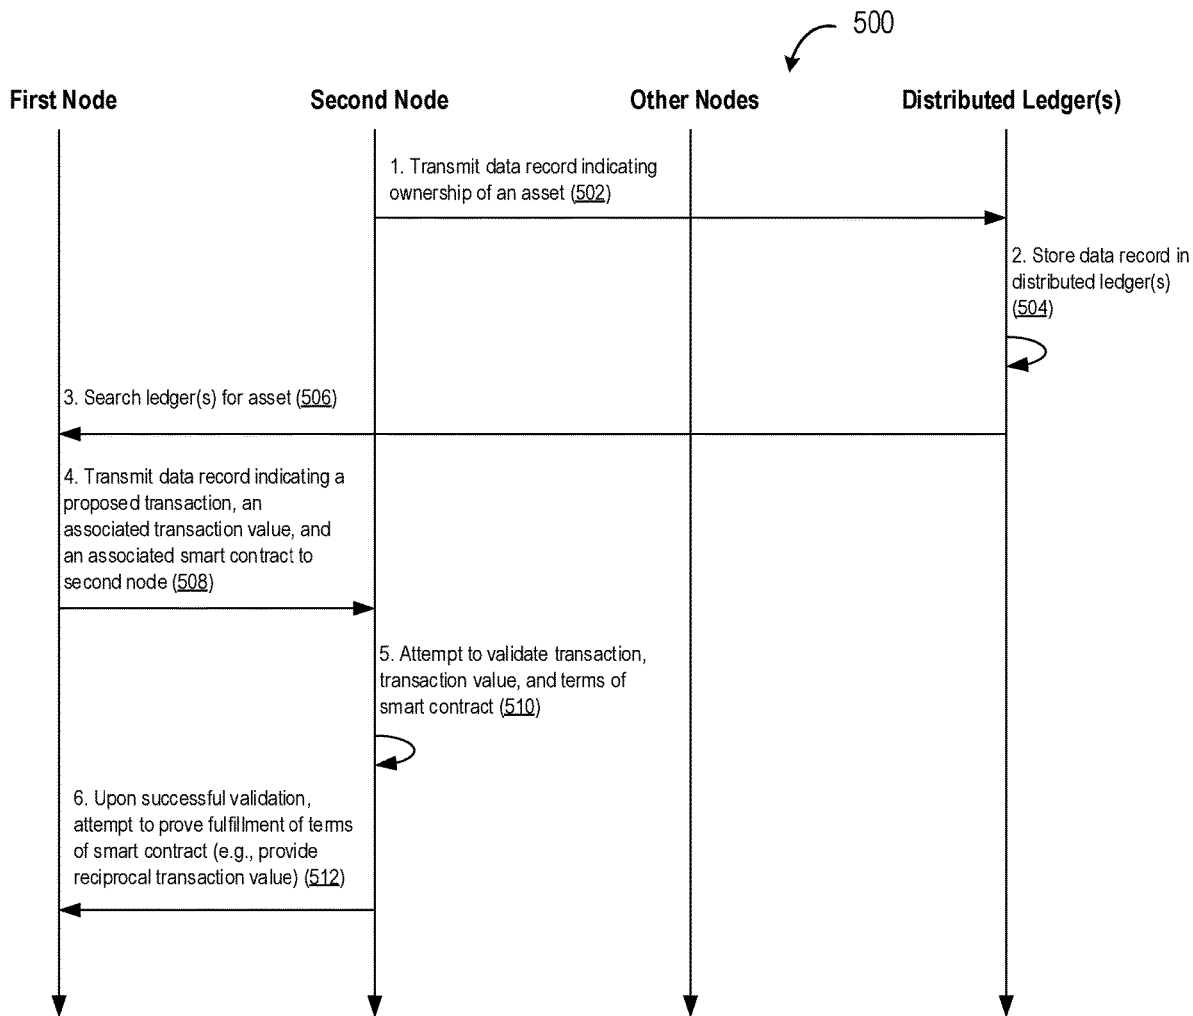 500
First Node
Second Node
Other Nodes
Distributed Ledger(s)
1. Transmit data record indicating
ownership of an asset (502)
2. Store data record in
distributed ledger(s)
(504)
3. Search ledger(s) for asset (506)
4. Transmit data record indicating a
proposed transaction, an
associated transaction value, and
an associated smart contract to
second node (508)
5. Attempt to validate transaction,
transaction value, and terms of
smart contract (510)
6. Upon successful validation,
attempt to prove fulfillment of terms
of smart contract (e.g., provide
reciprocal transaction value) (512)